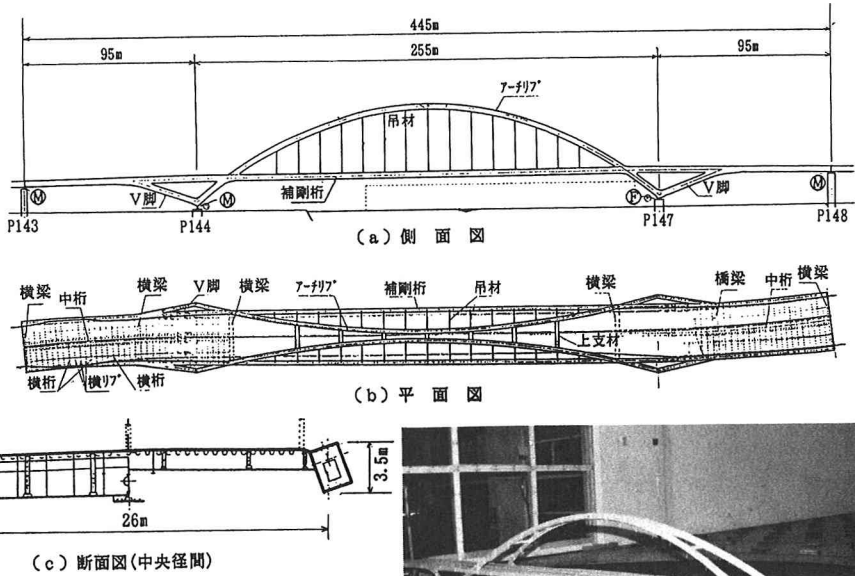 445m
95m 255m 95m
アーチリブ
吊材
Ⓜ V脚 Ⓜ 補剛桁 Ⓕ V脚 Ⓜ
P143 P144 P147 P148
(a) 側面図
横梁 中桁 横梁 V脚 横梁 アーチリブ 補剛桁 吊材 横梁 橋梁 中桁 横梁
上支材
横桁 横リブ 横桁
(b) 平面図
3.5m
26m
(c) 断面図(中央径間)